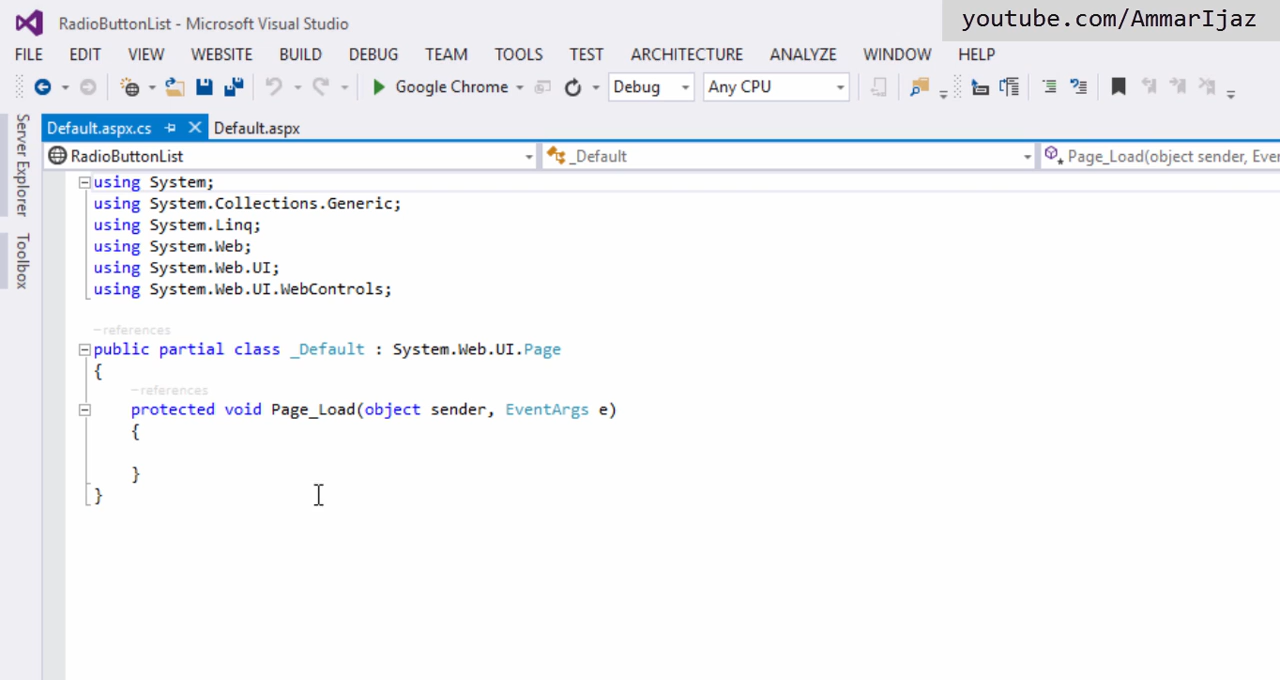 RadioButtonList - Microsoft Visual Studio
youtube.com/AmmarIjaz
FILE EDIT VIEW WEBSITE BUILD DEBUG TEAM TOOLS TEST ARCHITECTURE ANALYZE WINDOW HELP
Google Chrome Debug Any CPU
Server Explorer
Toolbox
Default.aspx.cs Default.aspx
RadioButtonList _Default Page_Load(object sender, Even
using System;
using System.Collections.Generic;
using System.Linq;
using System.Web;
using System.Web.UI;
using System.Web.UI.WebControls;
–references
public partial class _Default : System.Web.UI.Page
{
–references
protected void Page_Load(object sender, EventArgs e)
{
}
}